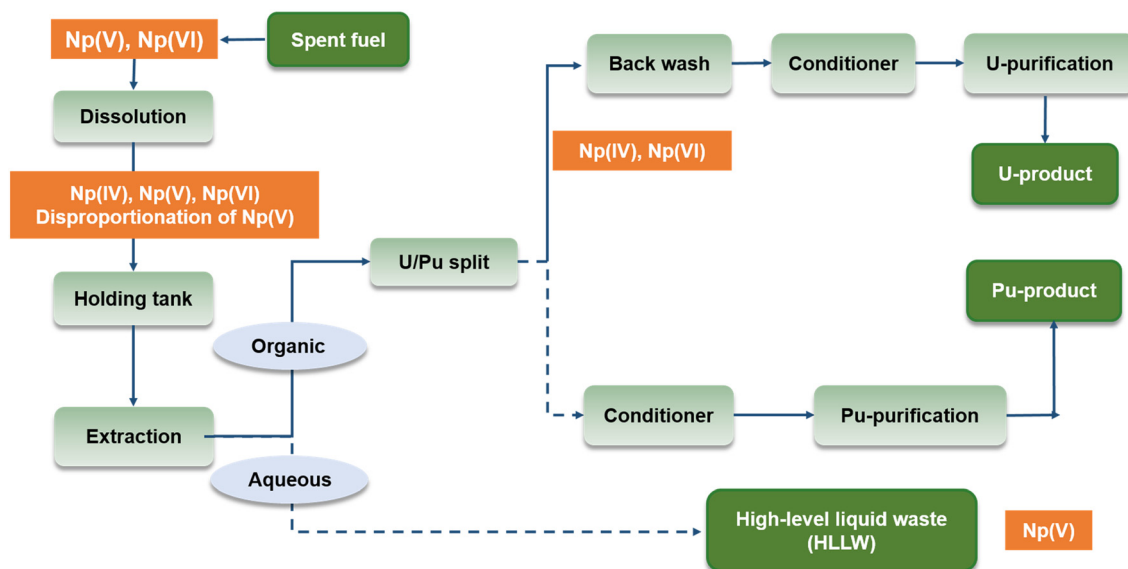 Np(V), Np(VI)
Spent fuel
Dissolution
Np(IV), Np(V), Np(VI)
Disproportionation of Np(V)
Holding tank
Extraction
Organic
Aqueous
U/Pu split
Back wash
Conditioner
U-purification
Np(IV), Np(VI)
U-product
Pu-product
Conditioner
Pu-purification
High-level liquid waste
(HLLW)
Np(V)